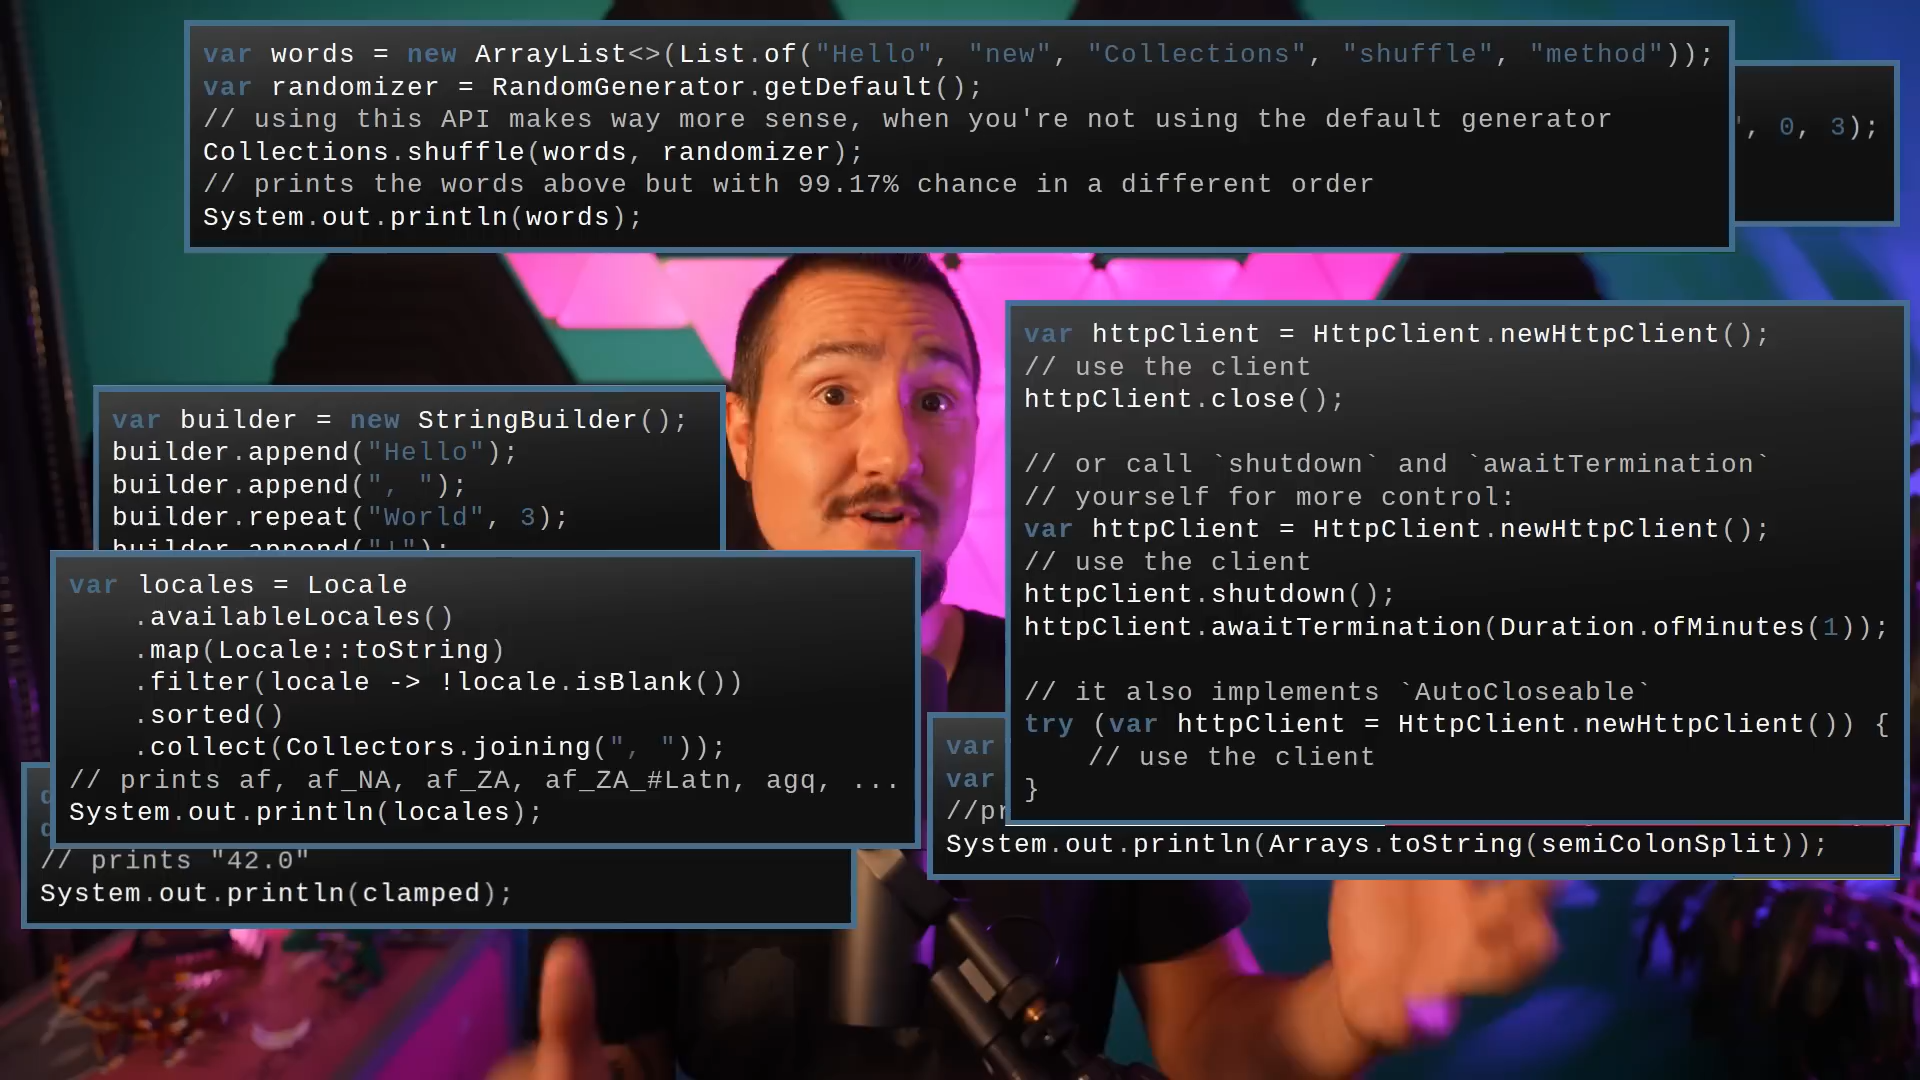 var words = new ArrayList<>(List.of("Hello", "new", "Collections", "shuffle", "method"));
var randomizer = RandomGenerator.getDefault();
// using this API makes way more sense, when you're not using the default generator
Collections.shuffle(words, randomizer);
// prints the words above but with 99.17% chance in a different order
System.out.println(words);
, 0, 3);
var builder = new StringBuilder();
builder.append("Hello");
builder.append(", ");
builder.repeat("World", 3);
builder.append("!");
var locales = Locale
.availableLocales()
.map(Locale::toString)
.filter(locale -> !locale.isBlank())
.sorted()
.collect(Collectors.joining(", "));
// prints af, af_NA, af_ZA, af_ZA_#Latn, agq, ...
System.out.println(locales);
// prints "42.0"
System.out.println(clamped);
var httpClient = HttpClient.newHttpClient();
// use the client
httpClient.close();
// or call `shutdown` and `awaitTermination`
// yourself for more control:
var httpClient = HttpClient.newHttpClient();
// use the client
httpClient.shutdown();
httpClient.awaitTermination(Duration.ofMinutes(1));
// it also implements `AutoCloseable`
try (var httpClient = HttpClient.newHttpClient()) {
// use the client
}
var
var
//pr
System.out.println(Arrays.toString(semiColonSplit));